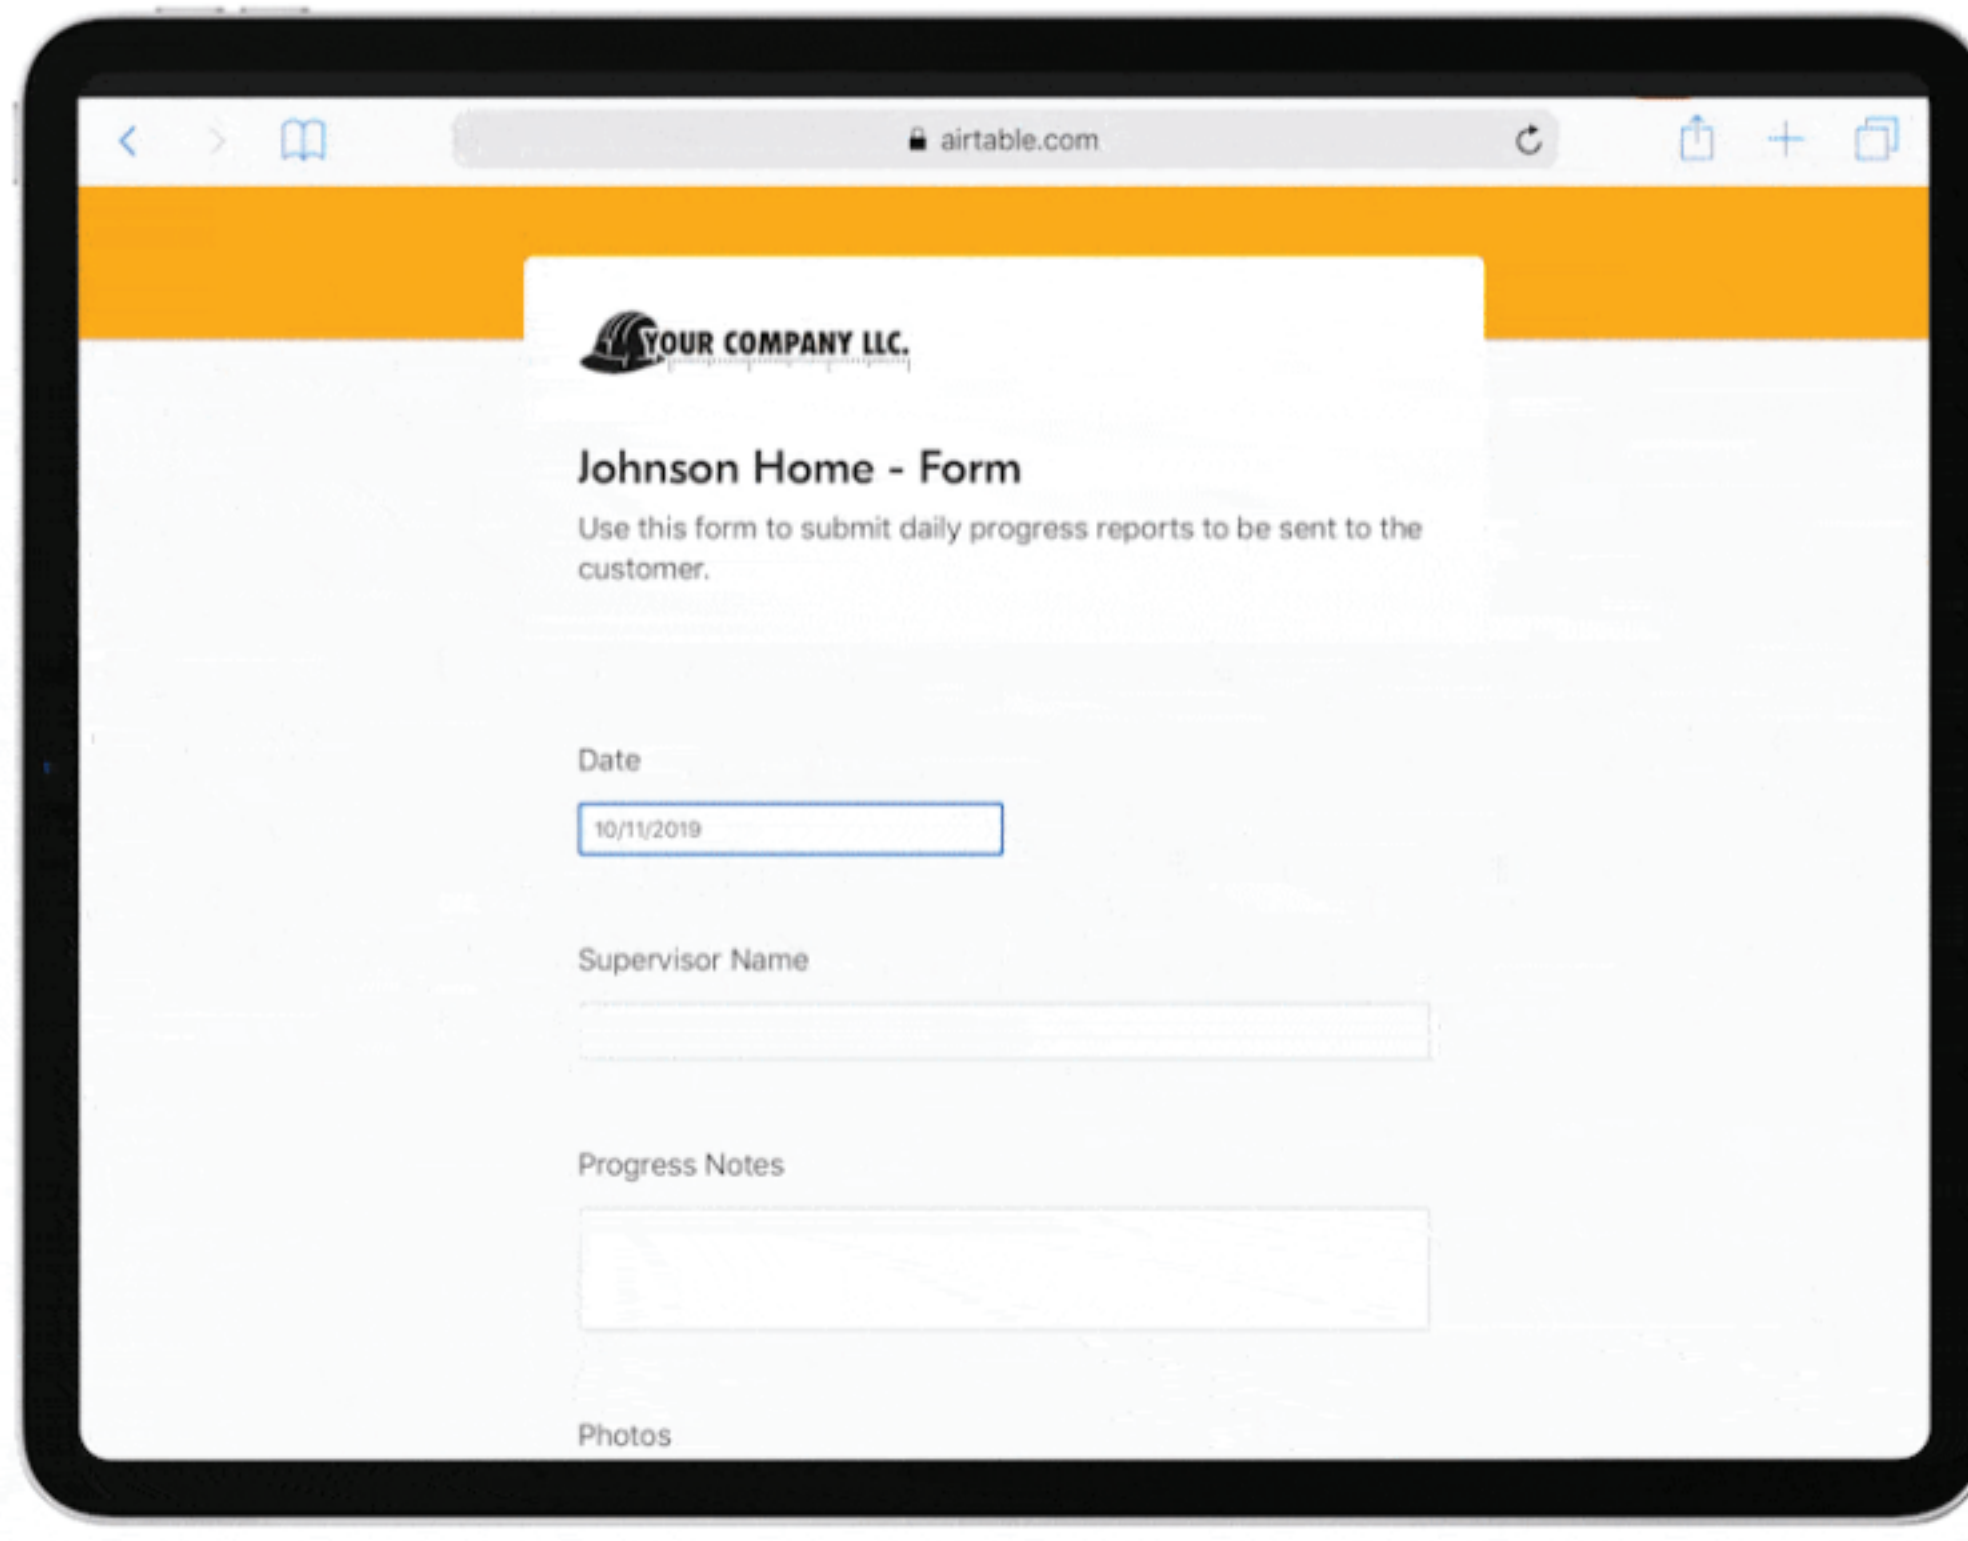 airtable.com
YOUR COMPANY LLC.
Johnson Home - Form
Use this form to submit daily progress reports to be sent to the
customer.
Date
10/11/2019
Supervisor Name
Progress Notes
Photos